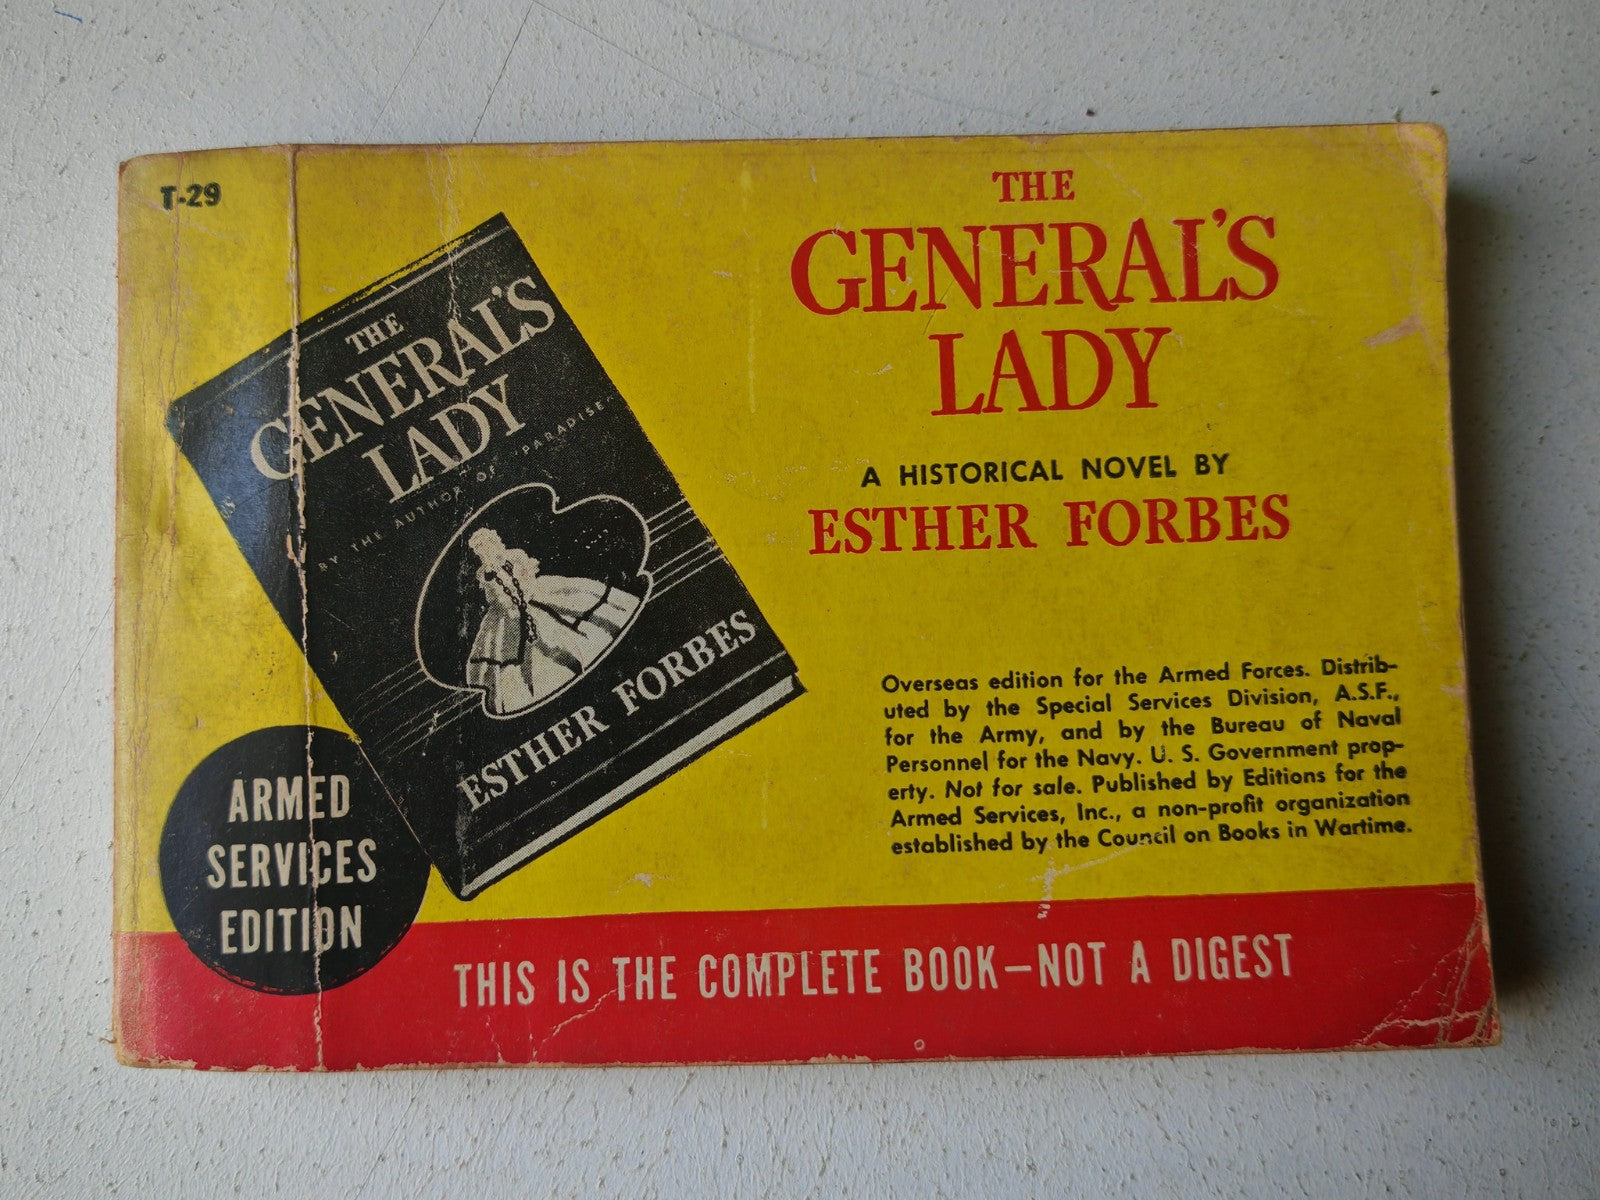 T-29
THE
GENERAL'S
LADY
BY THE AUTHOR OF "PARADISE"
ESTHER FORBES
ARMED
SERVICES
EDITION
THE
GENERAL'S
LADY
A HISTORICAL NOVEL BY
ESTHER FORBES
Overseas edition for the Armed Forces. Distrib-
uted by the Special Services Division, A.S.F.,
for the Army, and by the Bureau of Naval
Personnel for the Navy. U. S. Government prop-
erty. Not for sale. Published by Editions for the
Armed Services, Inc., a non-profit organization
established by the Council on Books in Wartime.
THIS IS THE COMPLETE BOOK—NOT A DIGEST